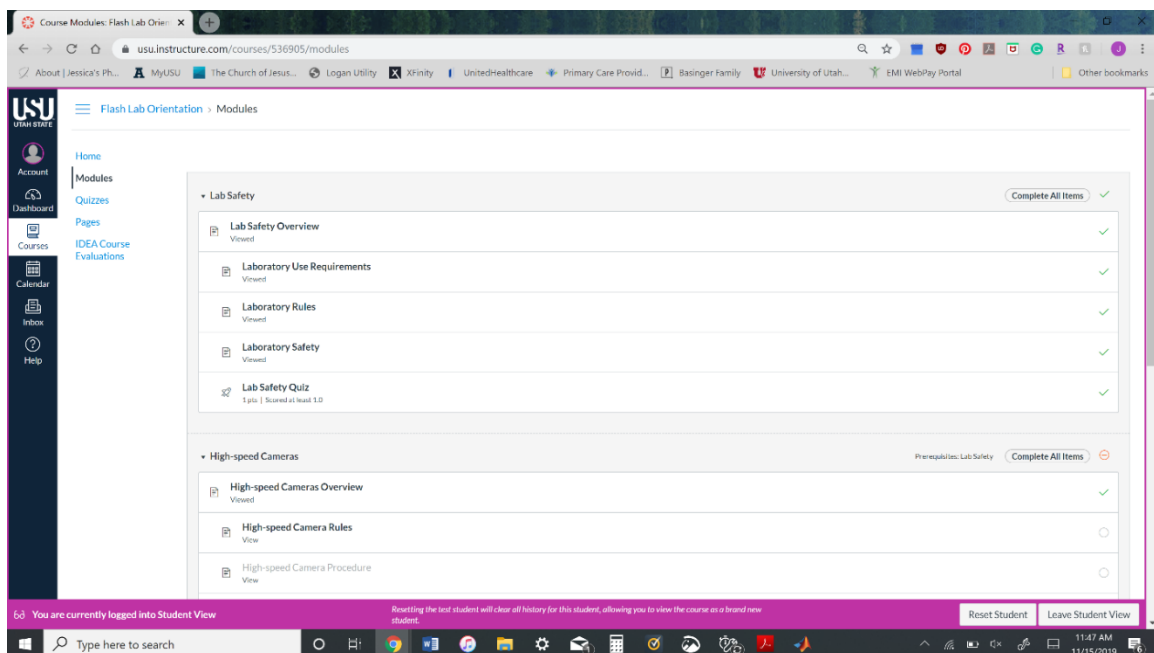 Course Modules: Flash Lab Orien
usu.instructure.com/courses/536905/modules
About | Jessica's Ph...
MyUSU
The Church of Jesus...
Logan Utility
XFinity
UnitedHealthcare
Primary Care Provid...
Basinger Family
University of Utah...
EMI WebPay Portal
Other bookmarks
USU
UTAH STATE
Flash Lab Orientation > Modules
Account
Dashboard
Courses
Calendar
Inbox
Help
Home
Modules
Quizzes
Pages
IDEA Course
Evaluations
Lab Safety
Complete All Items
Lab Safety Overview
Viewed
Laboratory Use Requirements
Viewed
Laboratory Rules
Viewed
Laboratory Safety
Viewed
Lab Safety Quiz
1 pts | Scored at least 1.0
High-speed Cameras
Prerequisites: Lab Safety
Complete All Items
High-speed Cameras Overview
Viewed
High-speed Camera Rules
View
High-speed Camera Procedure
View
You are currently logged into Student View
Resetting the test student will clear all history for this student, allowing you to view the course as a brand new
student.
Reset Student
Leave Student View
Type here to search
11:47 AM
11/15/2019